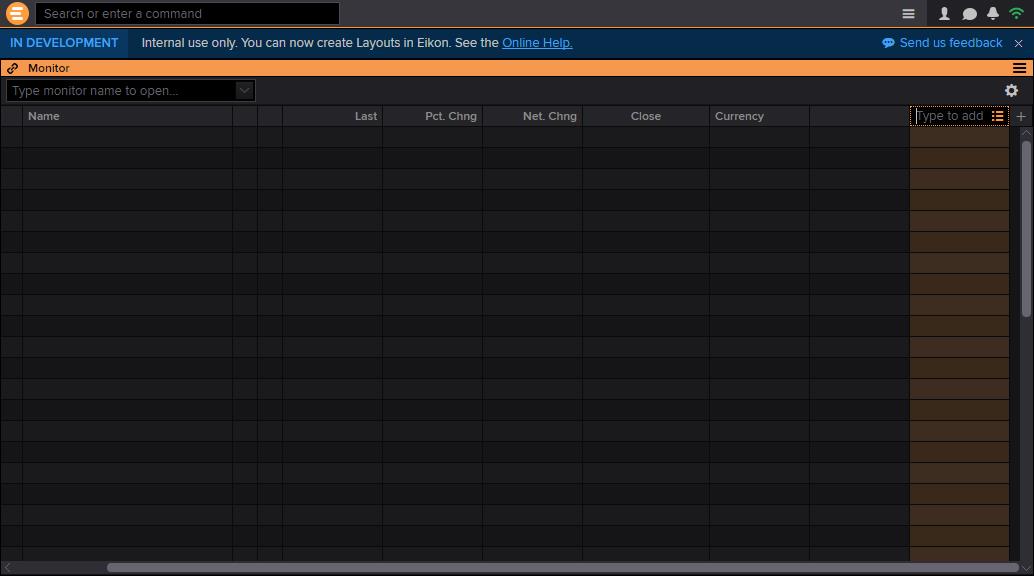 Search or enter a command
IN DEVELOPMENT Internal use only. You can now create Layouts in Eikon. See the Online Help. Send us feedback
Monitor
Type monitor name to open...
Name Last Pct. Chng Net. Chng Close Currency Type to add